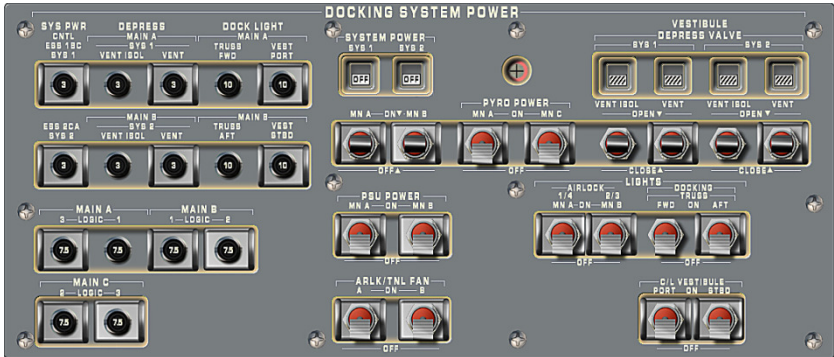 DOCKING SYSTEM POWER
SYS PWR
CNTL
ESS 1BC
SYS 1
DEPRESS
MAIN A
SYS 1
VENT ISOL VENT
DOCK LIGHT
MAIN A
TRUSS
FWD
VEST
PORT
3 3 3 10 10
ESS 2CA
SYS 2
MAIN B
SYS 2
VENT ISOL VENT
MAIN B
TRUSS
AFT
VEST
STBD
3 3 3 10 10
MAIN A
3 LOGIC 1
MAIN B
1 LOGIC 2
7.5 7.5 7.5 7.5
MAIN C
2 LOGIC 3
7.5 7.5
SYSTEM POWER
SYS 1 SYS 2
OFF OFF
MN A ON MN B
OFF
PYRO POWER
MN A ON MN C
OFF
VESTIBULE
DEPRESS VALVE
SYS 1 SYS 2
VENT ISOL VENT VENT ISOL VENT
OPEN OPEN
CLOSE CLOSE
PSU POWER
MN A ON MN B
OFF
ARLK/TNL FAN
A ON B
OFF
LIGHTS
AIRLOCK
1/4 2/3
MN A ON MN B
OFF
DOCKING
TRUSS
FWD ON AFT
OFF
C/L VESTIBULE
PORT ON STBD
OFF